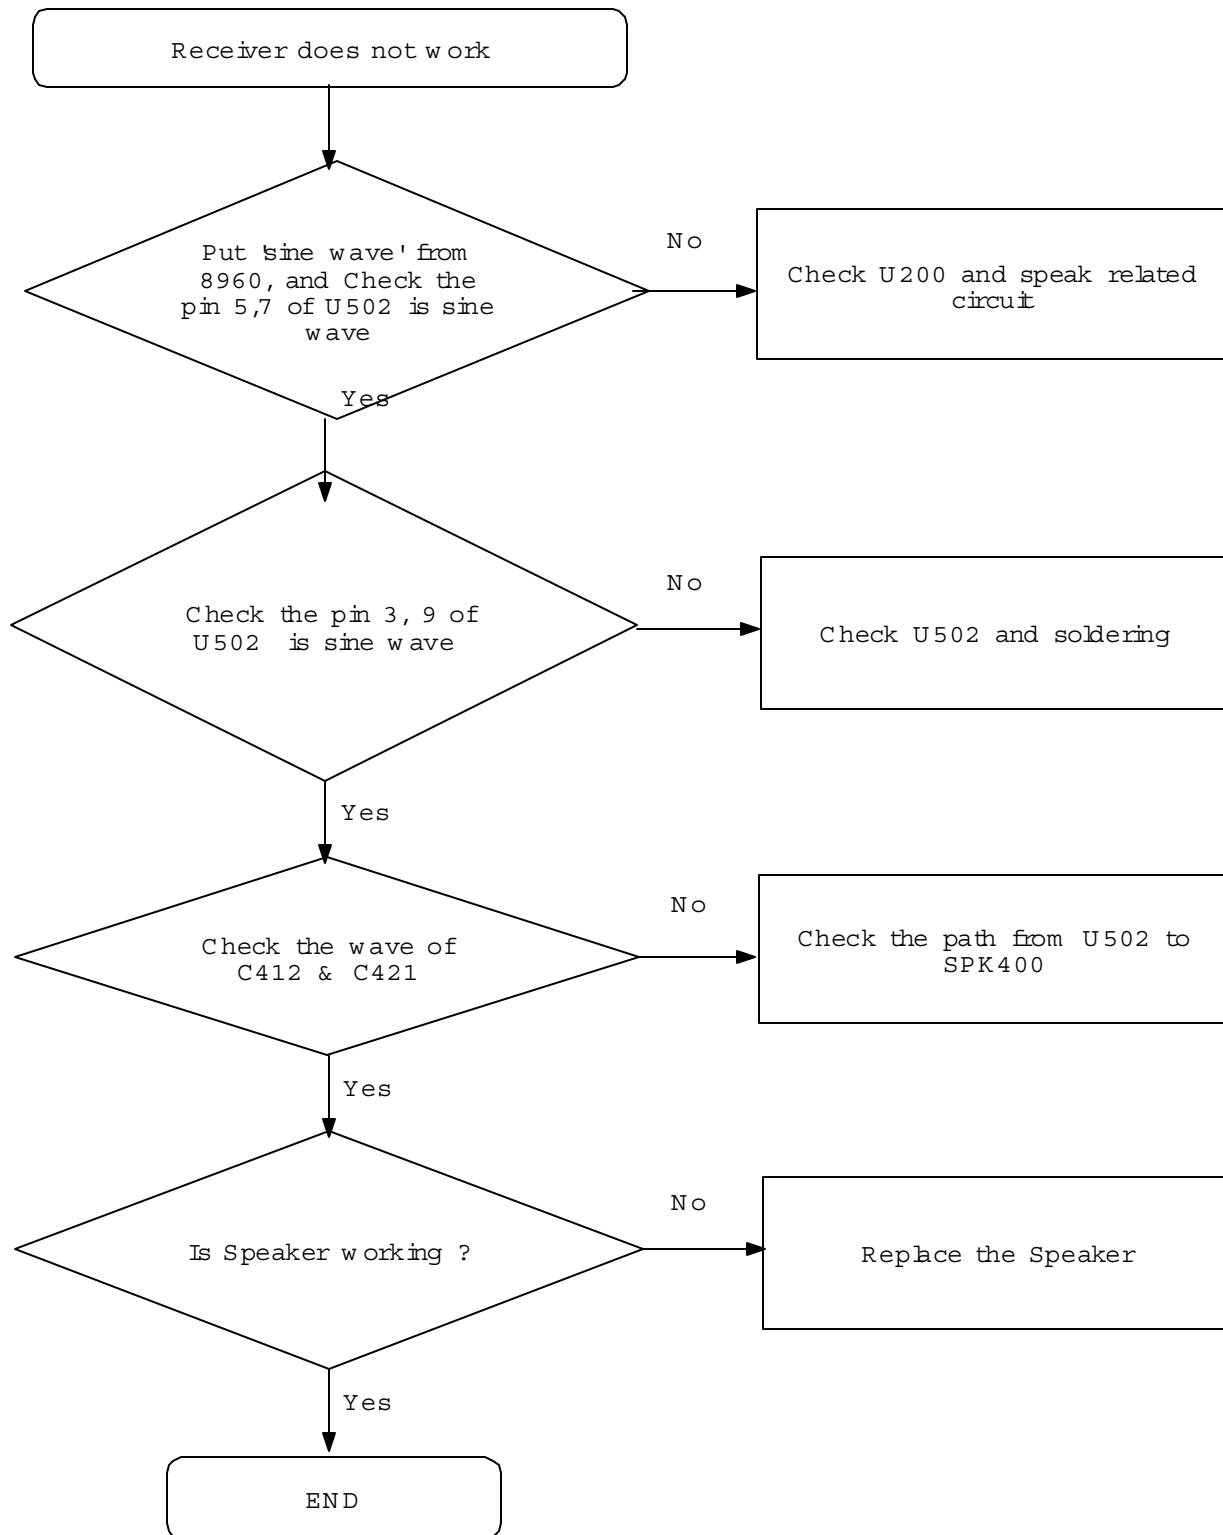 Receiver does not work
Put 'sine wave' from
8960, and Check the
pin 5,7 of U502 is sine
wave
No
Check U200 and speak related
circuit
Yes
Check the pin 3, 9 of
U502 is sine wave
No
Check U502 and soldering
Yes
Check the wave of
C412 & C421
No
Check the path from U502 to
SPK400
Yes
Is Speaker working ?
No
Replace the Speaker
Yes
END